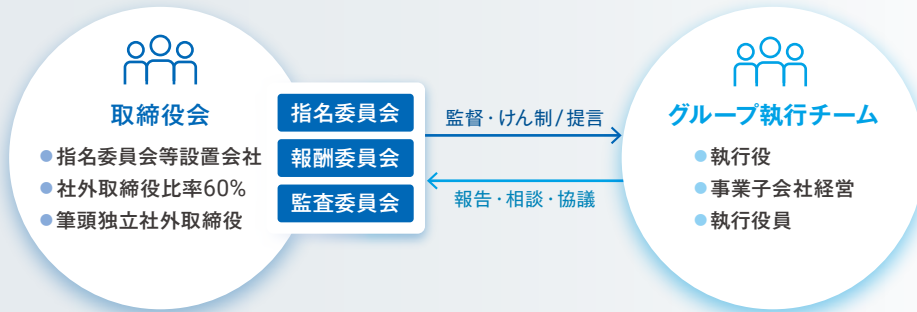 取締役会
●指名委員会等設置会社
●社外取締役比率60%
●筆頭独立社外取締役
指名委員会
報酬委員会
監査委員会
監督・けん制/提言
報告・相談・協議
グループ執行チーム
●執行役
●事業子会社経営
●執行役員